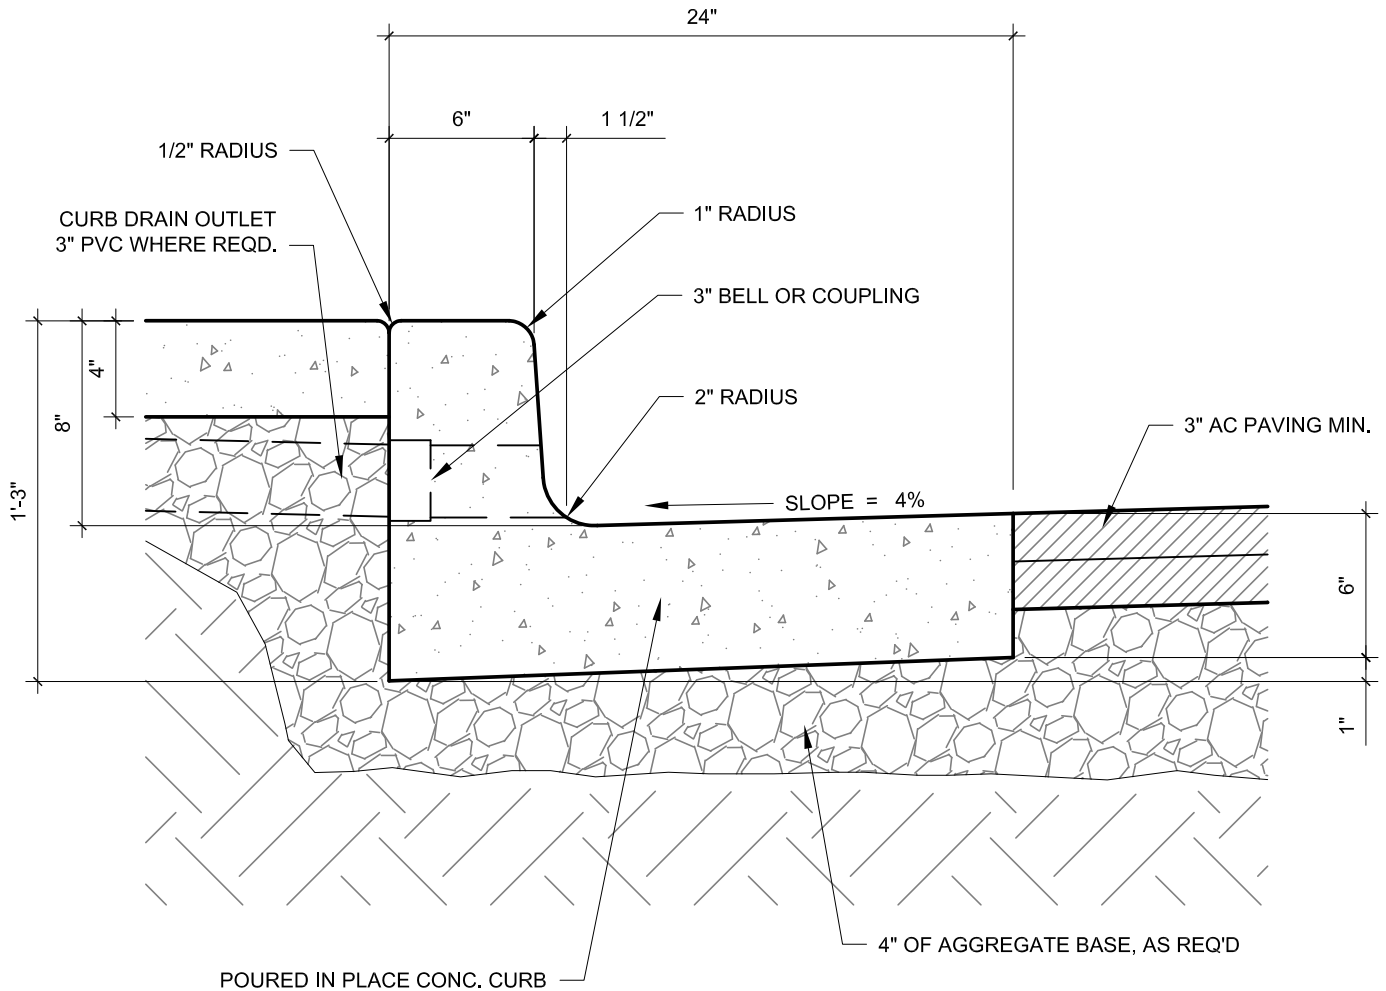 24"
6"
1 1/2"
1/2" RADIUS
CURB DRAIN OUTLET
3" PVC WHERE REQD.
1" RADIUS
3" BELL OR COUPLING
2" RADIUS
3" AC PAVING MIN.
SLOPE = 4%
4"
8"
1'-3"
6"
1"
4" OF AGGREGATE BASE, AS REQ'D
POURED IN PLACE CONC. CURB